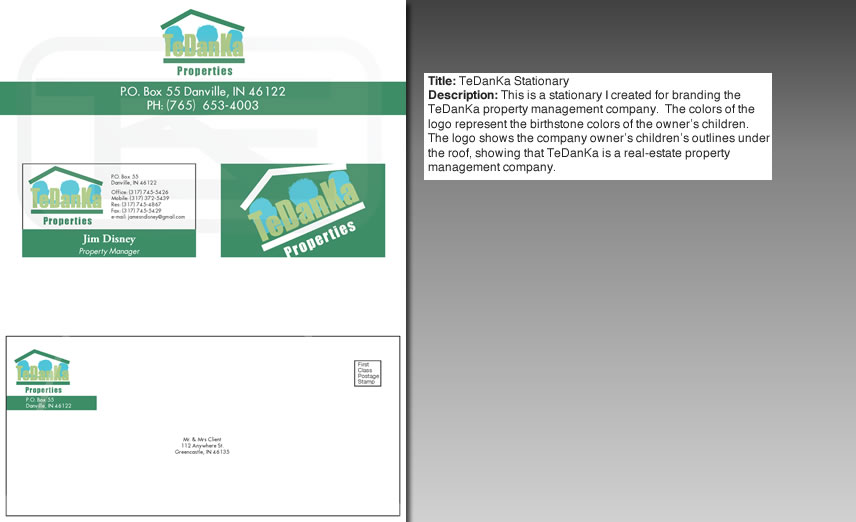 TeDanKa
Properties
P.O. Box 55 Danville, IN 46122
PH: (765) 653-4003
TeDanKa
Properties
P.O. Box 55
Danville, IN 46122
Office: (317) 745-5426
Mobile: (317) 372-5439
Res: (317) 745-4867
Fax: (317) 745-5429
e-mail: jamsondisney@gmail.com
Jim Disney
Property Manager
TeDanKa
Properties
TeDanKa
Properties
P.O. Box 55
Danville, IN 46122
First
Class
Postage
Stamp
Mr. & Mrs Client
112 Anywhere St.
Greencastle, IN 46135
Title: TeDanKa Stationary
Description: This is a stationary I created for branding the
TeDanKa property management company.  The colors of the
logo represent the birthstone colors of the owner's children.
The logo shows the company owner's children's outlines under
the roof, showing that TeDanKa is a real-estate property
management company.